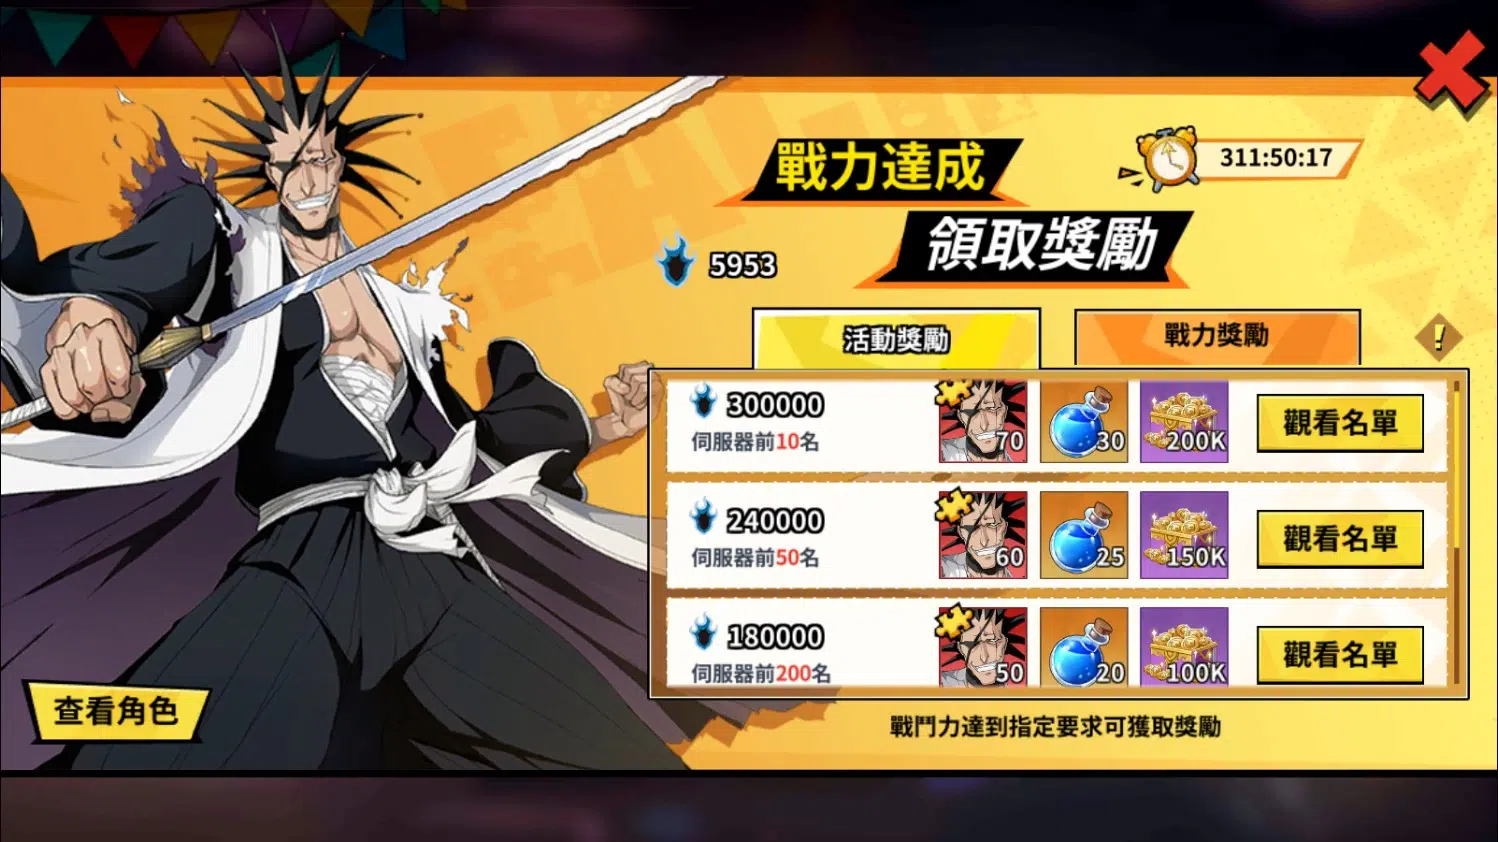 戰力達成
311:50:17
領取獎勵
5953
活動獎勵
戰力獎勵
!
300000
伺服器前10名
70
30
200K
觀看名單
240000
伺服器前50名
60
25
150K
觀看名單
180000
伺服器前200名
50
20
100K
觀看名單
查看角色
戰鬥力達到指定要求可獲取獎勵